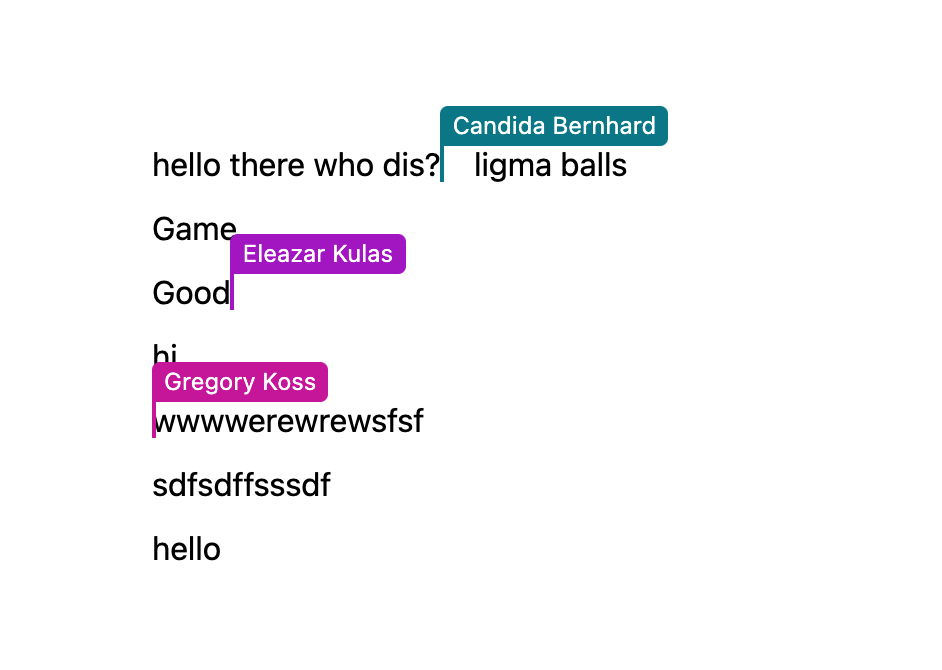 Candida Bernhard
hello there who dis? ligma balls
Game
Eleazar Kulas
Good
hi
Gregory Koss
wwwwerewrewsfsf
sdfsdffsssdf
hello